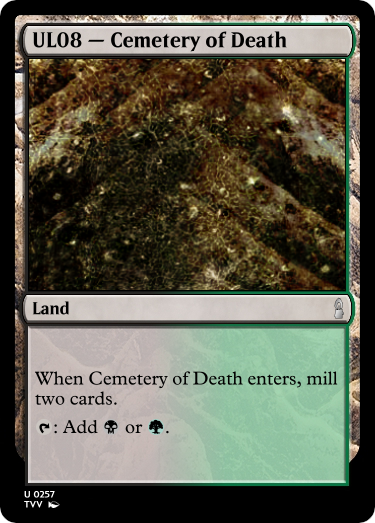 UL08 — Cemetery of Death
Land
When Cemetery of Death enters, mill
two cards.
: Add or .
U 0257
TVV